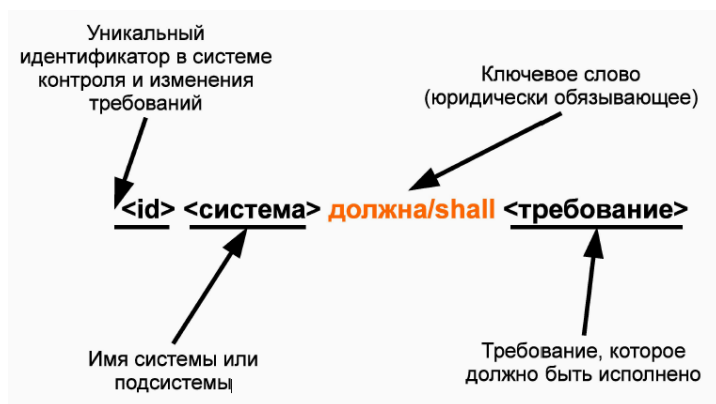 Уникальный
идентификатор в системе
контроля и изменения
требований
Ключевое слово
(юридически обязывающее)
<id> <система> должна/shall <требование>
Имя системы или
подсистемы
Требование, которое
должно быть исполнено